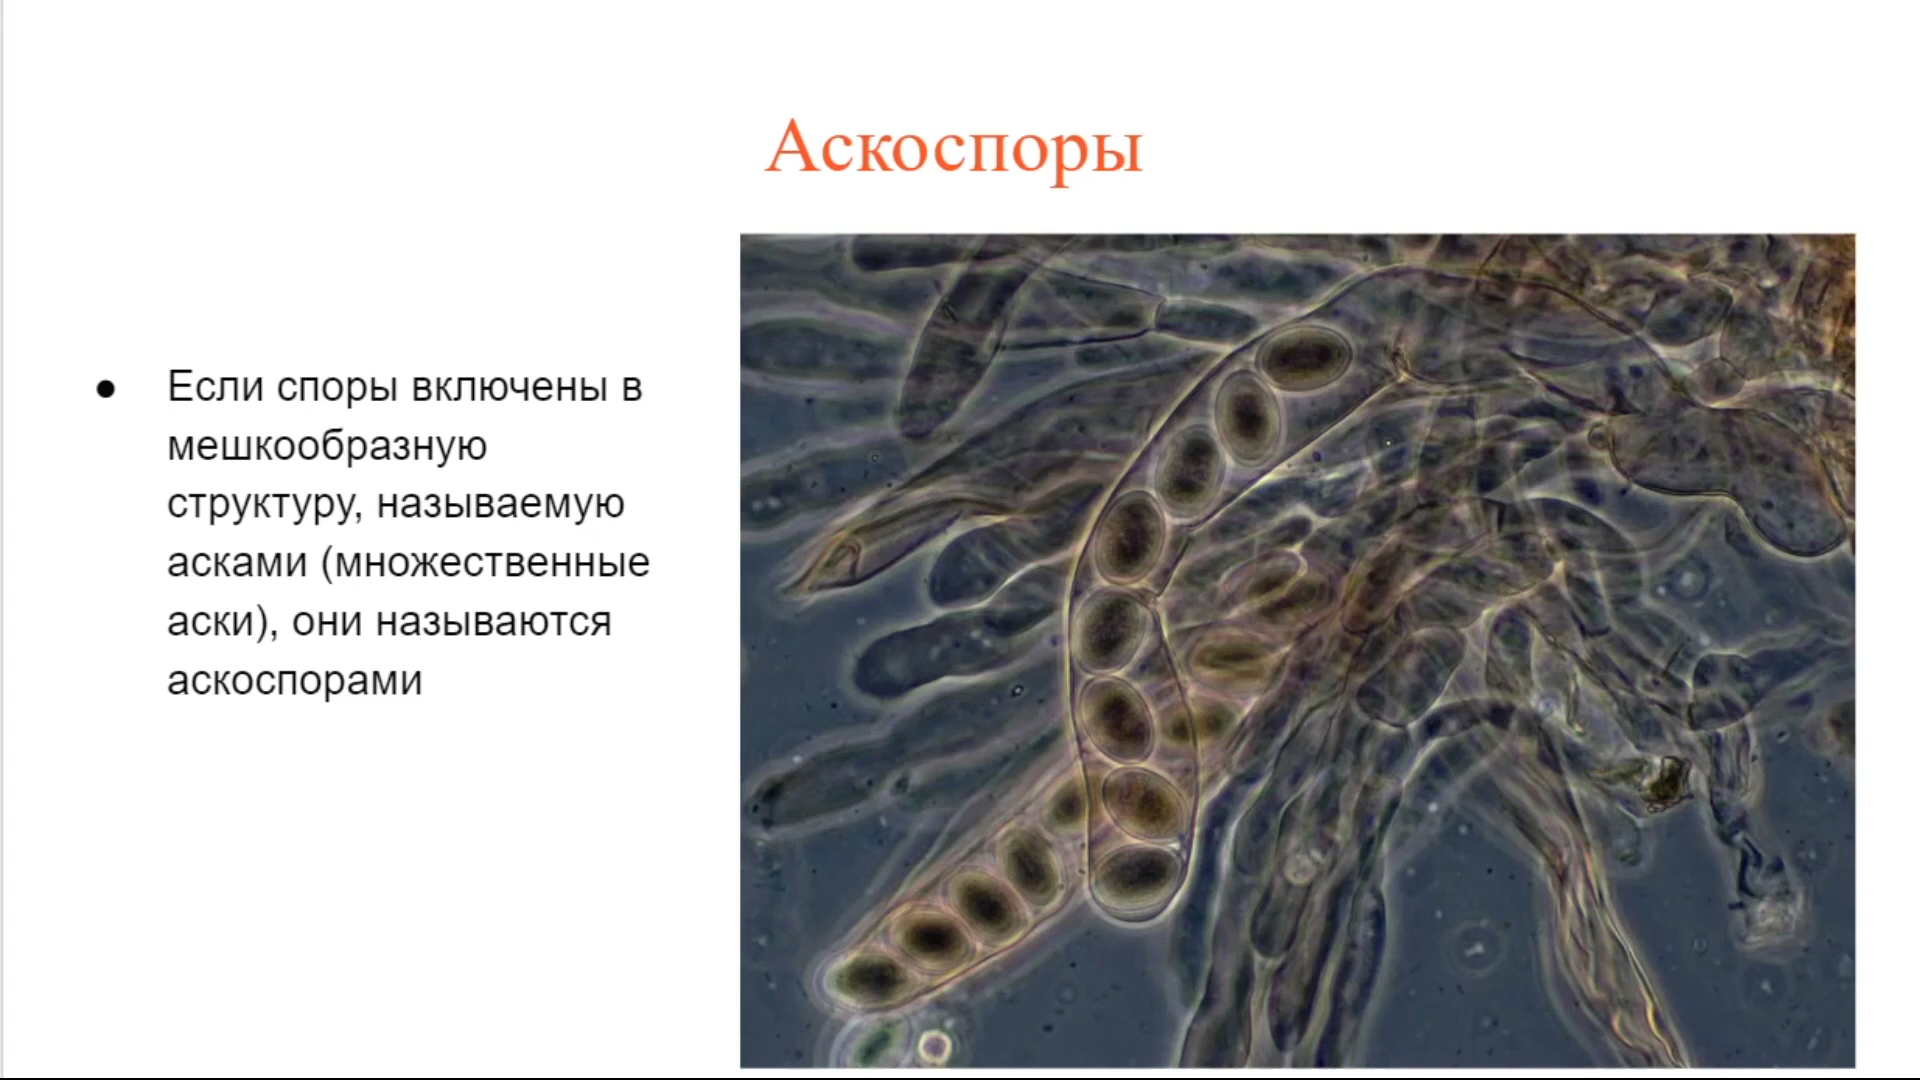 Аскоспоры
● Если споры включены в
мешкообразную
структуру, называемую
асками (множественные
аски), они называются
аскоспорами